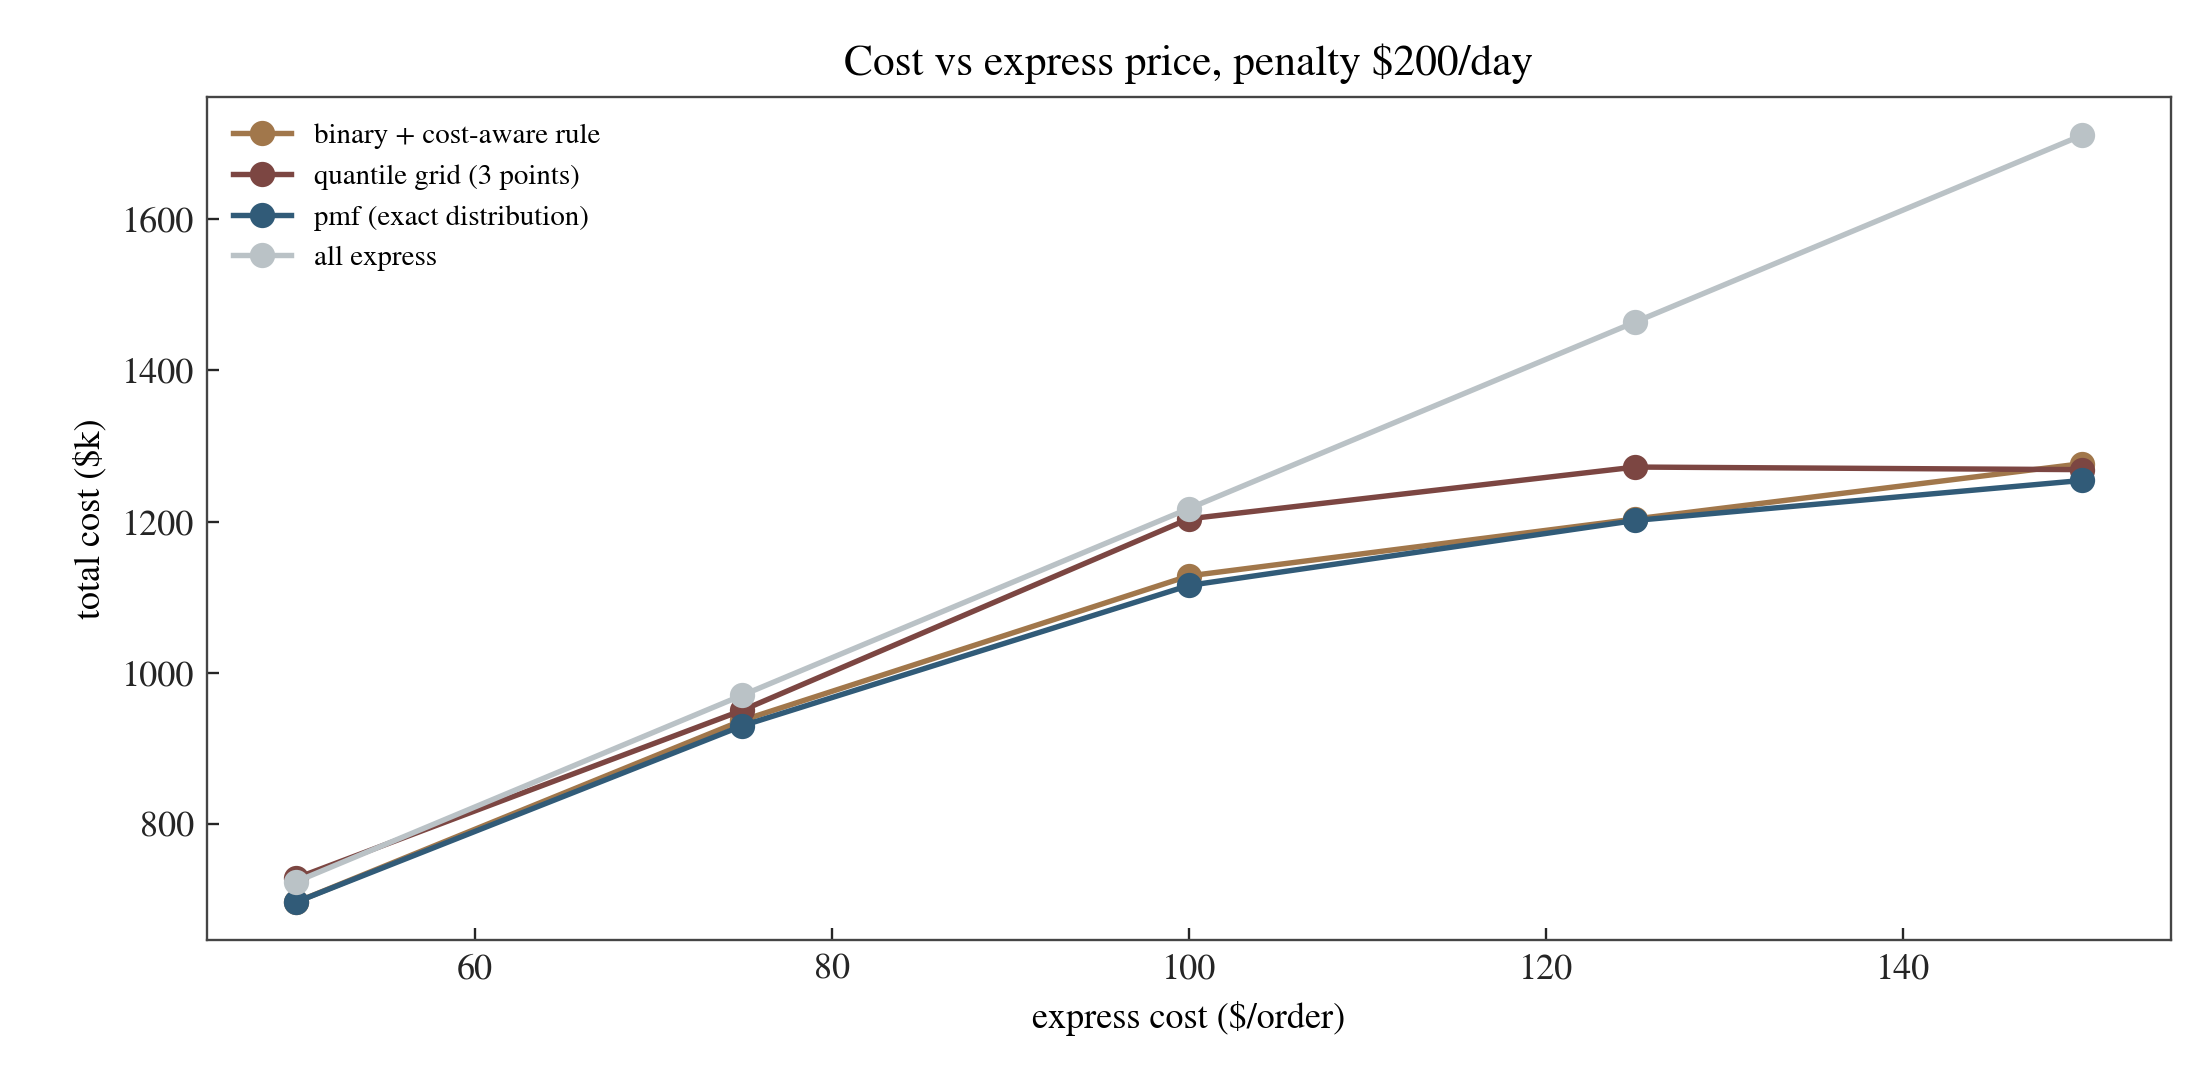 Cost vs express price, penalty $200/day
binary + cost-aware rule
quantile grid (3 points)
pmf (exact distribution)
all express
1600
1400
1200
1000
800
total cost ($k)
60 80 100 120 140
express cost ($/order)